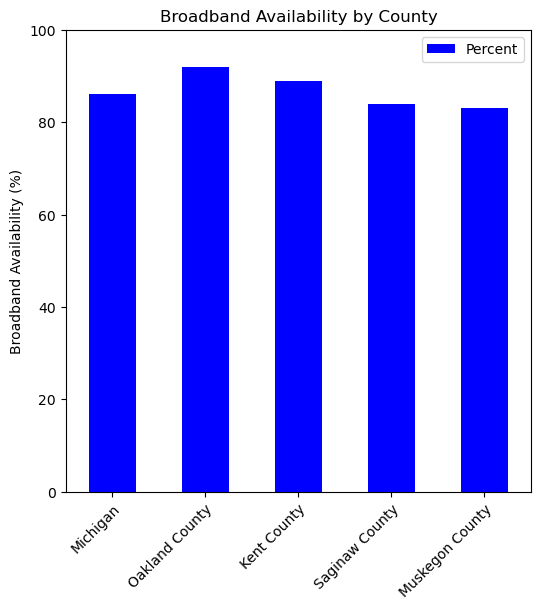 Broadband Availability by County
Percent
Broadband Availability (%)
100
80
60
40
20
0
Michigan
Oakland County
Kent County
Saginaw County
Muskegon County